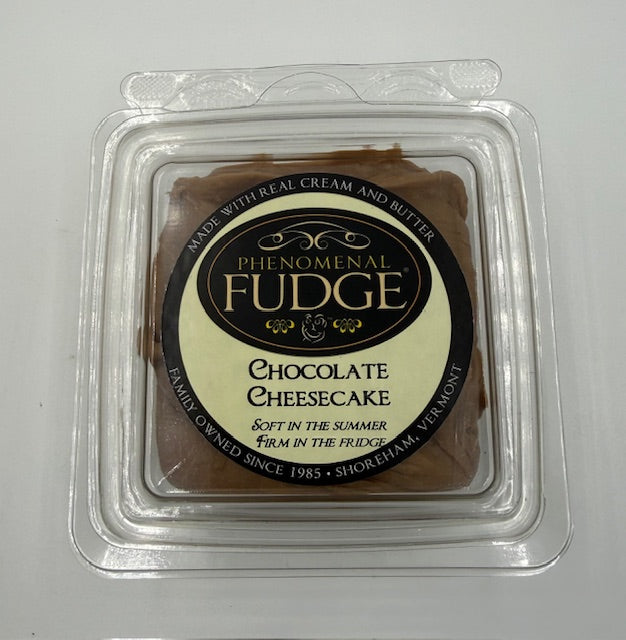 MADE WITH REAL CREAM AND BUTTER
PHENOMENAL
FUDGE®
CHOCOLATE
CHEESECAKE
SOFT IN THE SUMMER
FIRM IN THE FRIDGE
FAMILY OWNED SINCE 1985 • SHOREHAM, VERMONT